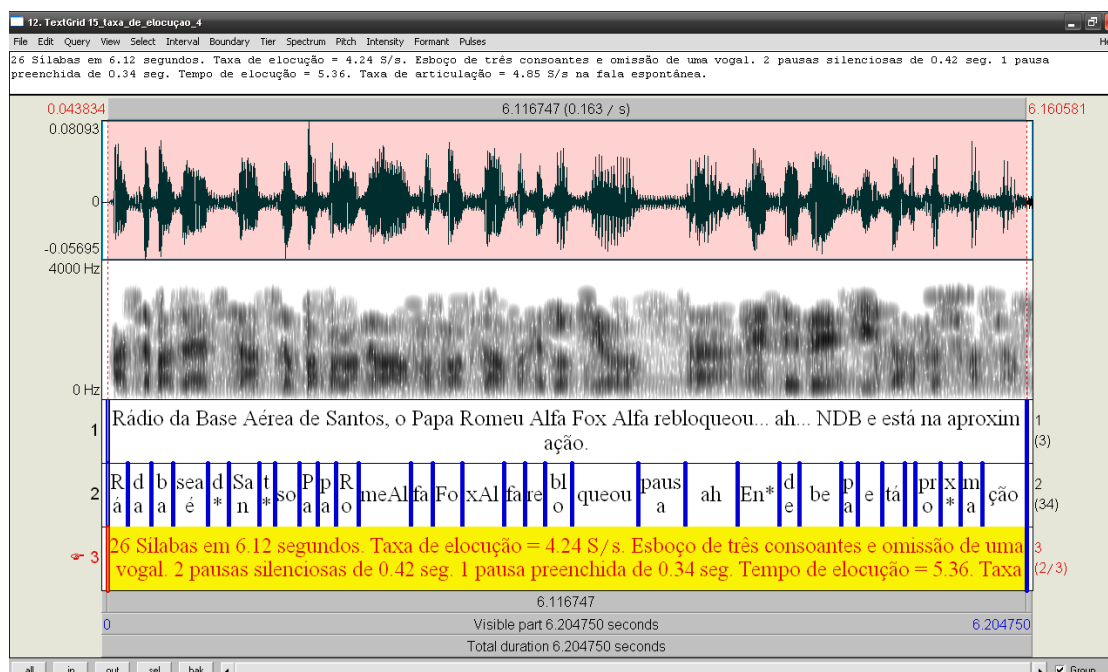 12. TextGrid 15_taxa_de_elocuçao_4
File Edit Query View Select Interval Boundary Tier Spectrum Pitch Intensity Formant Pulses
26 Sílabas em 6.12 segundos. Taxa de elocução = 4.24 S/s. Esboço de três consoantes e omissão de uma vogal. 2 pausas silenciosas de 0.42 seg. 1 pausa
preenchida de 0.34 seg. Tempo de elocução = 5.36. Taxa de articulação = 4.85 S/s na fala espontânea.
0.043834 6.116747 (0.163 / s) 6.160581
0.08093
0
-0.05695
4000 Hz
0 Hz
1 Rádio da Base Aérea de Santos, o Papa Romeu Alfa Fox Alfa rebloqueou... ah... NDB e está na aproxim 1
ação. (3)
2 Rá da ba seaé d* San t* so Pa pa Ro meAl fa Fo xAl fa re blo queou pausa ah En* de be pa e tá pro x* ma ção 2
(34)
3 26 Sílabas em 6.12 segundos. Taxa de elocução = 4.24 S/s. Esboço de três consoantes e omissão de uma 3
vogal. 2 pausas silenciosas de 0.42 seg. 1 pausa preenchida de 0.34 seg. Tempo de elocução = 5.36. Taxa (2/3)
6.116747
0 Visible part 6.204750 seconds 6.204750
Total duration 6.204750 seconds
all in out sel bak Group